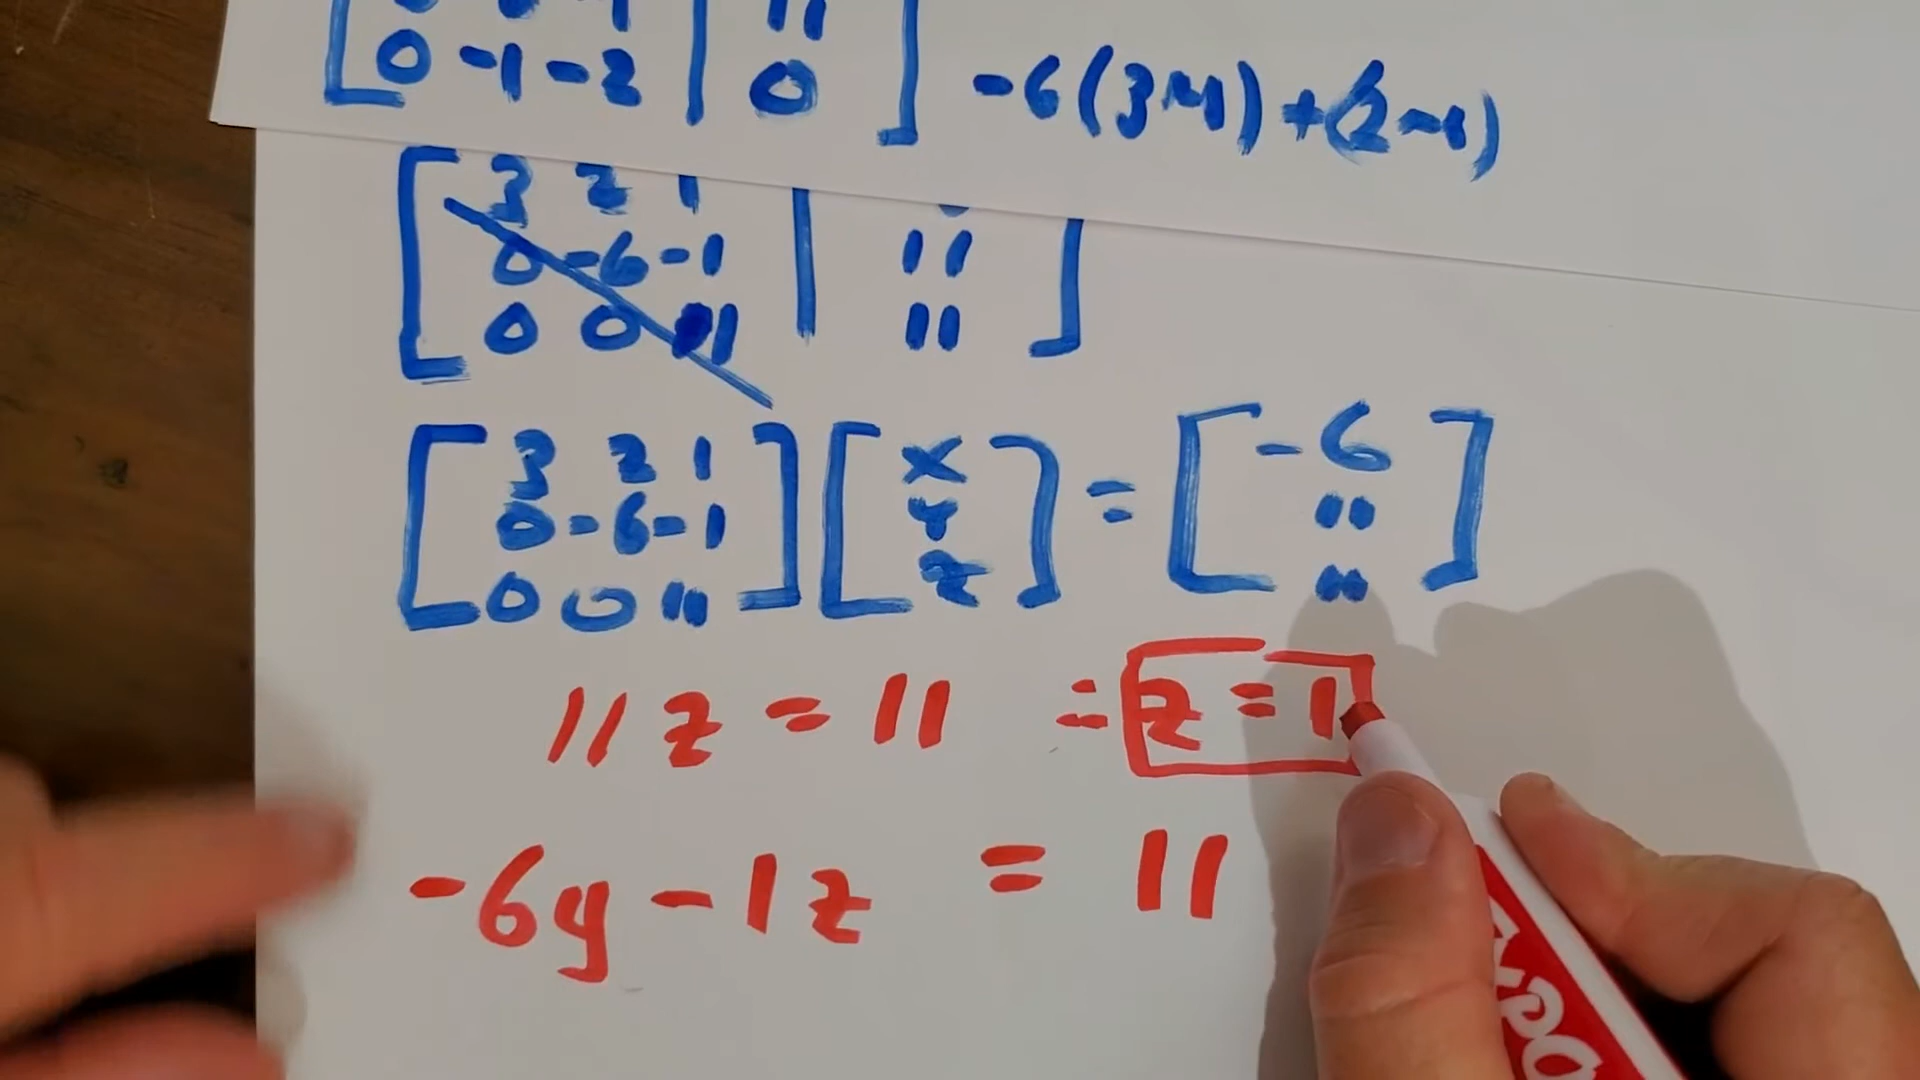 0 -1 -2 | 0
-6(3→1)+(2→1)
3 2 1
0 -6 -1 | 11
0 0 11 | 11
[3 2 1] [x] = [-6]
[0 -6 -1] [y] [11]
[0 0 11] [z] [11]
11z = 11 ∴ z = 1
-6y - 1z = 11